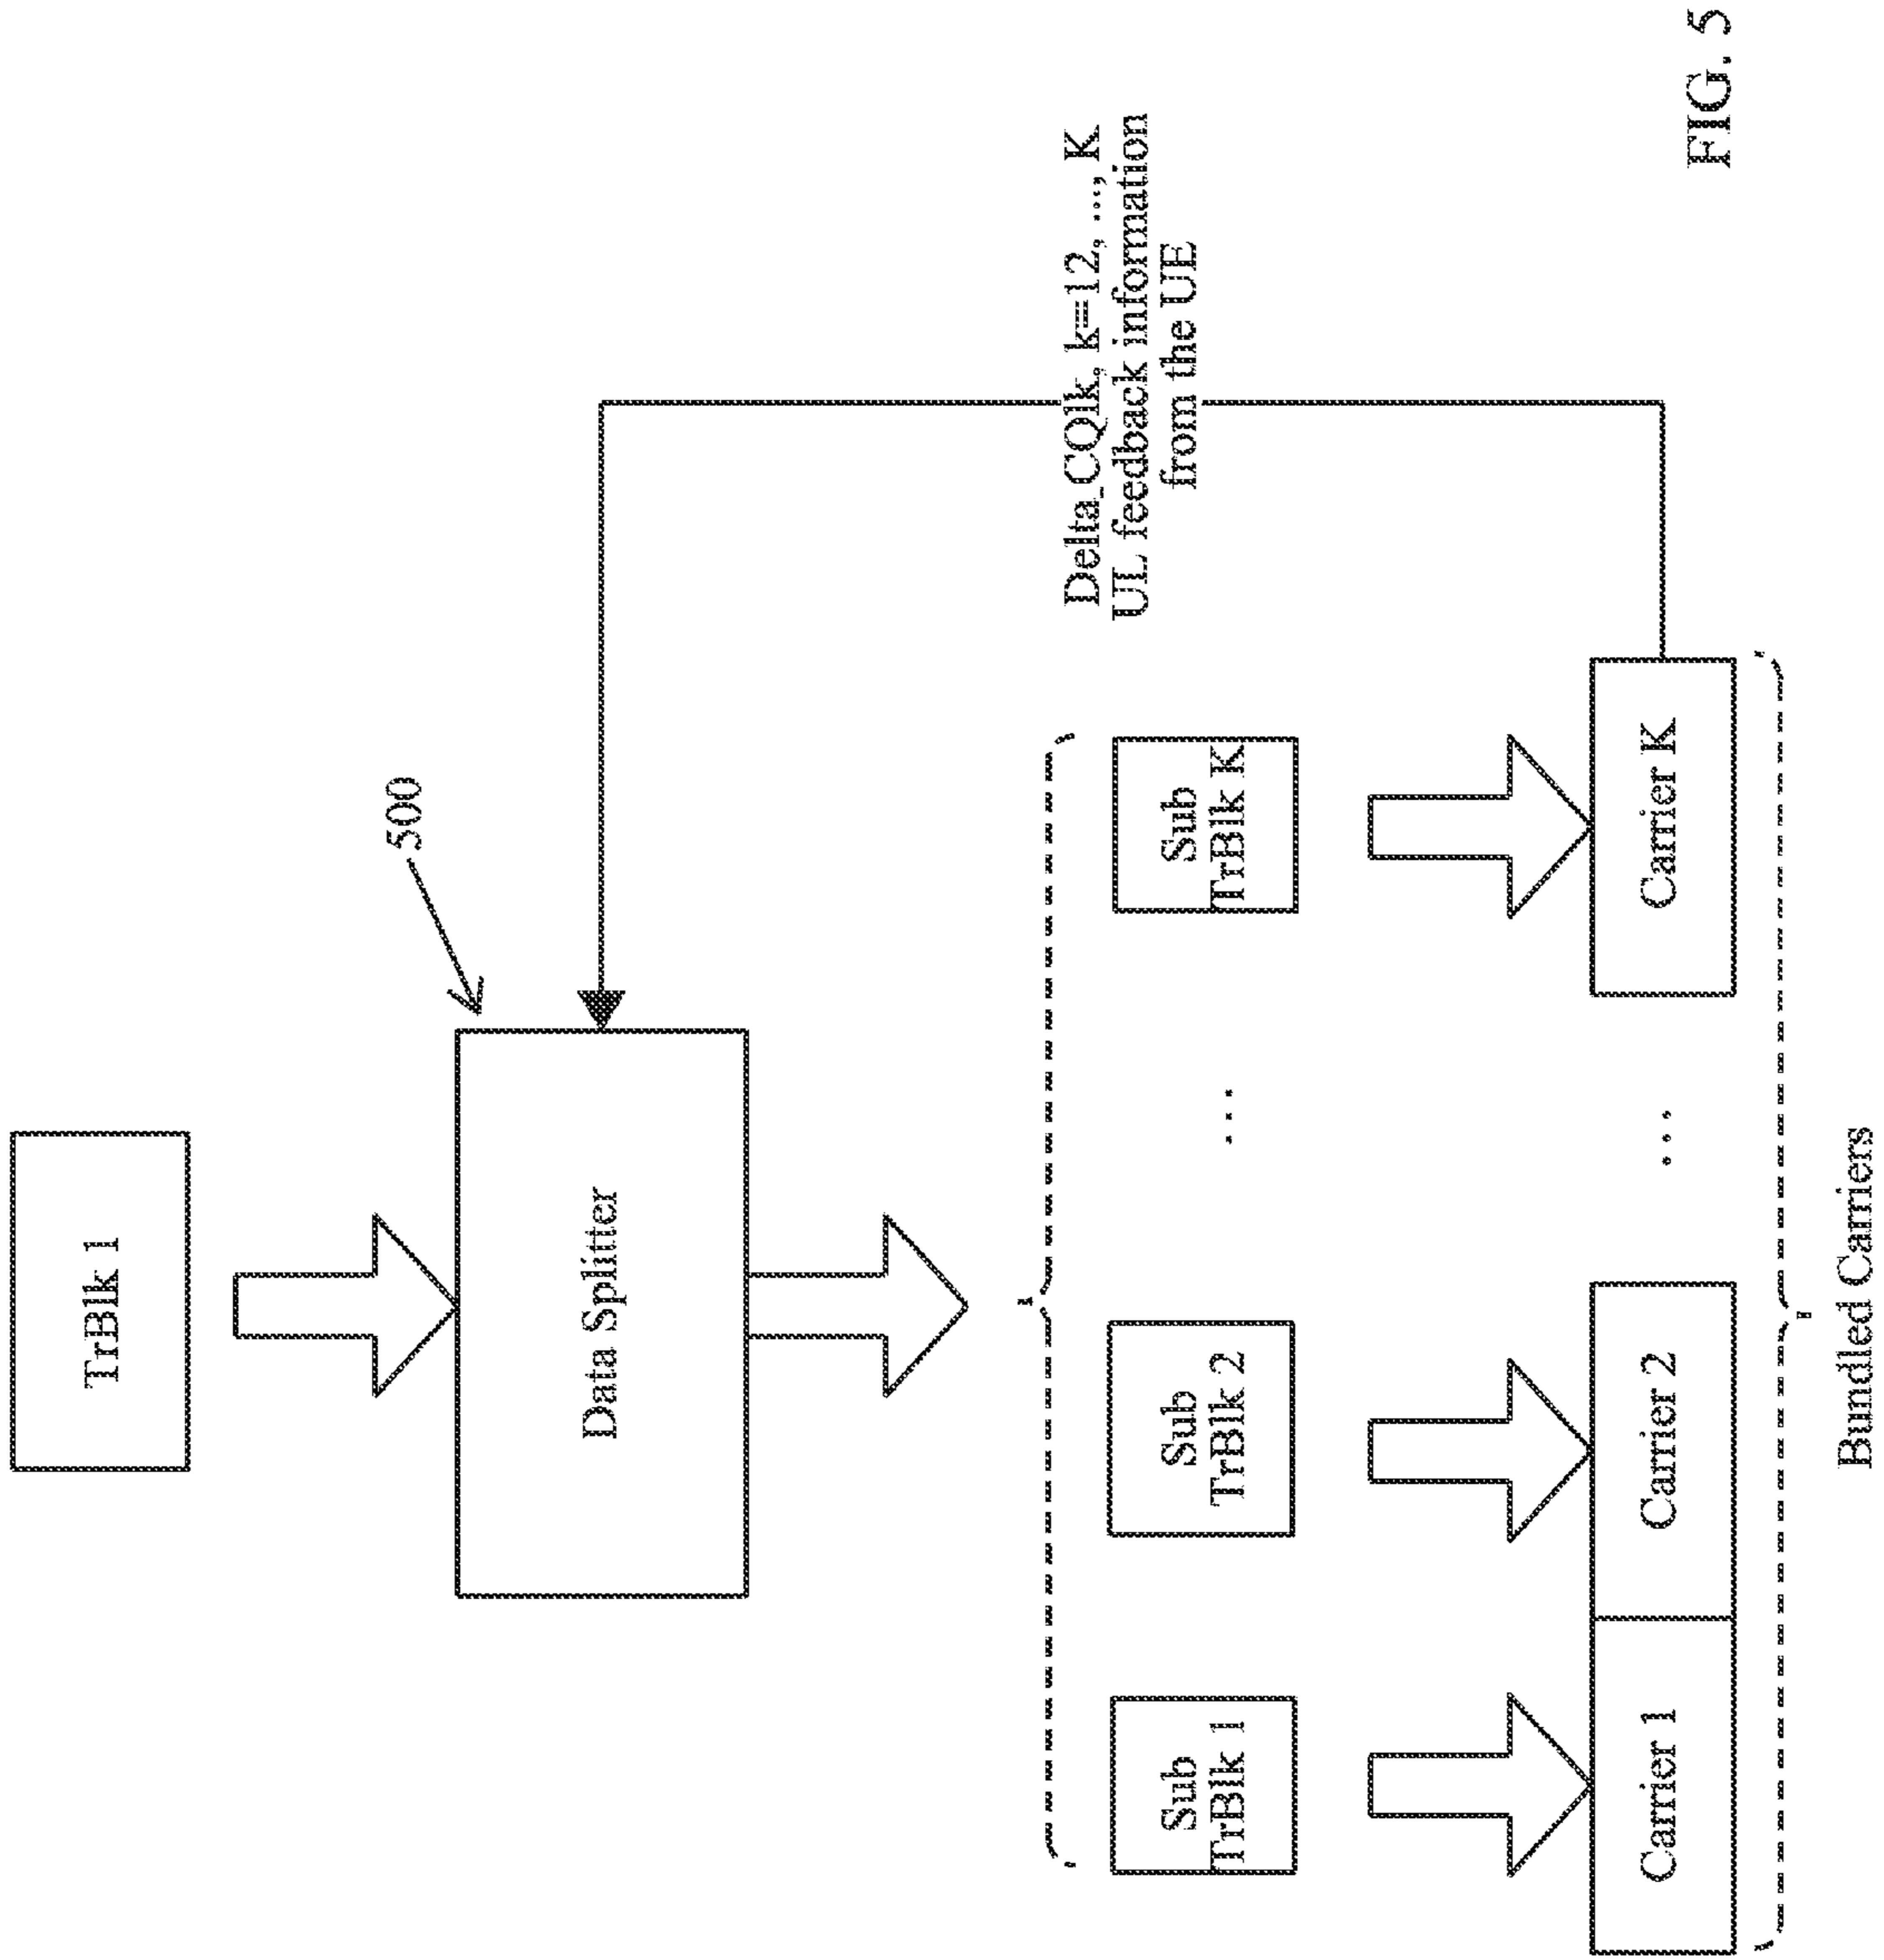 TrBlk 1
500
Data Splitter
Delta_CQIk, k=12, ..., K
UL feedback information
from the UE
Sub
TrBlk 1
Sub
TrBlk 2
...
Sub
TrBlk K
Carrier 1
Carrier 2
...
Carrier K
Bundled Carriers
FIG. 5